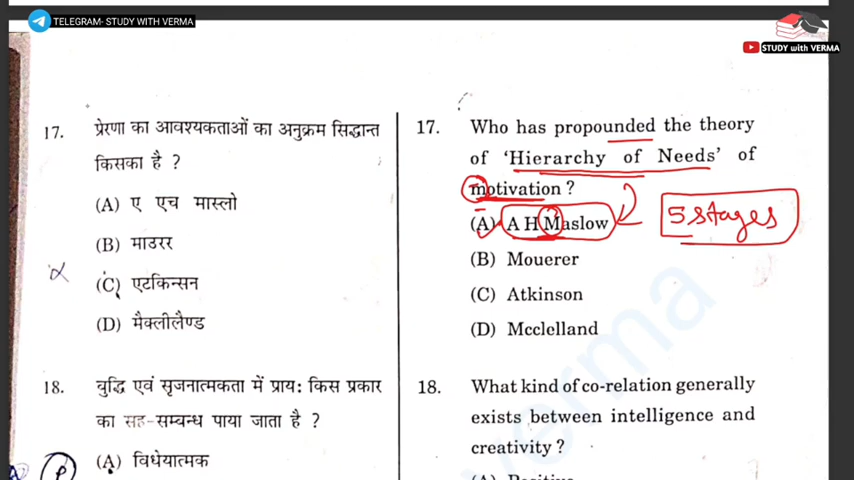 TELEGRAM- STUDY WITH VERMA
STUDY with VERMA
17. प्रेरणा का आवश्यकताओं का अनुक्रम सिद्धान्त
किसका है ?
(A) ए एच मास्लो
(B) माउरर
(C) एटकिन्सन
(D) मैक्लीलैण्ड
18. बुद्धि एवं सृजनात्मकता में प्राय: किस प्रकार
का सह-सम्बन्ध पाया जाता है ?
(A) विधेयात्मक
17. Who has propounded the theory
of 'Hierarchy of Needs' of
motivation ?
(A) A H Maslow
5 stages
(B) Mouerer
(C) Atkinson
(D) Mcclelland
18. What kind of co-relation generally
exists between intelligence and
creativity ?
(A) Positive
verma